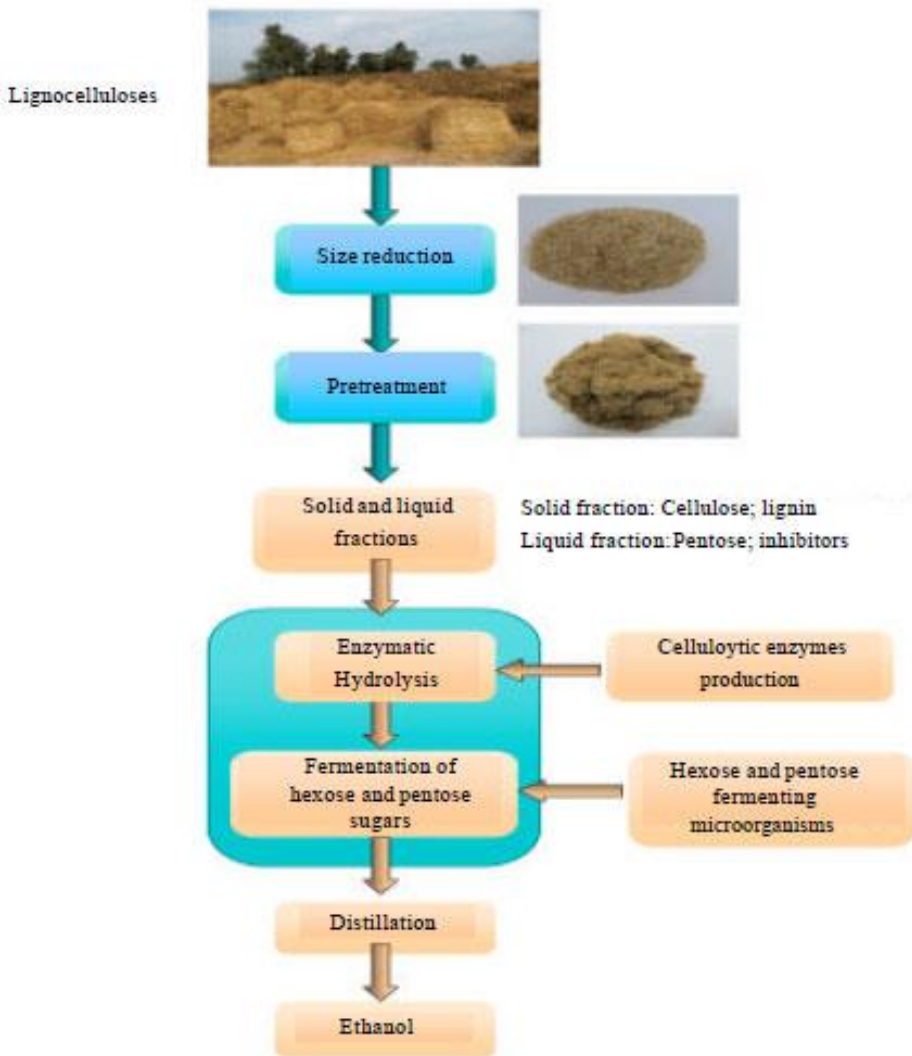 Lignocelluloses
Size reduction
Pretreatment
Solid and liquid
fractions
Solid fraction: Cellulose; lignin
Liquid fraction:Pentose; inhibitors
Enzymatic
Hydrolysis
Celluloytic enzymes
production
Fermentation of
hexose and pentose
sugars
Hexose and pentose
fermenting
microorganisms
Distillation
Ethanol